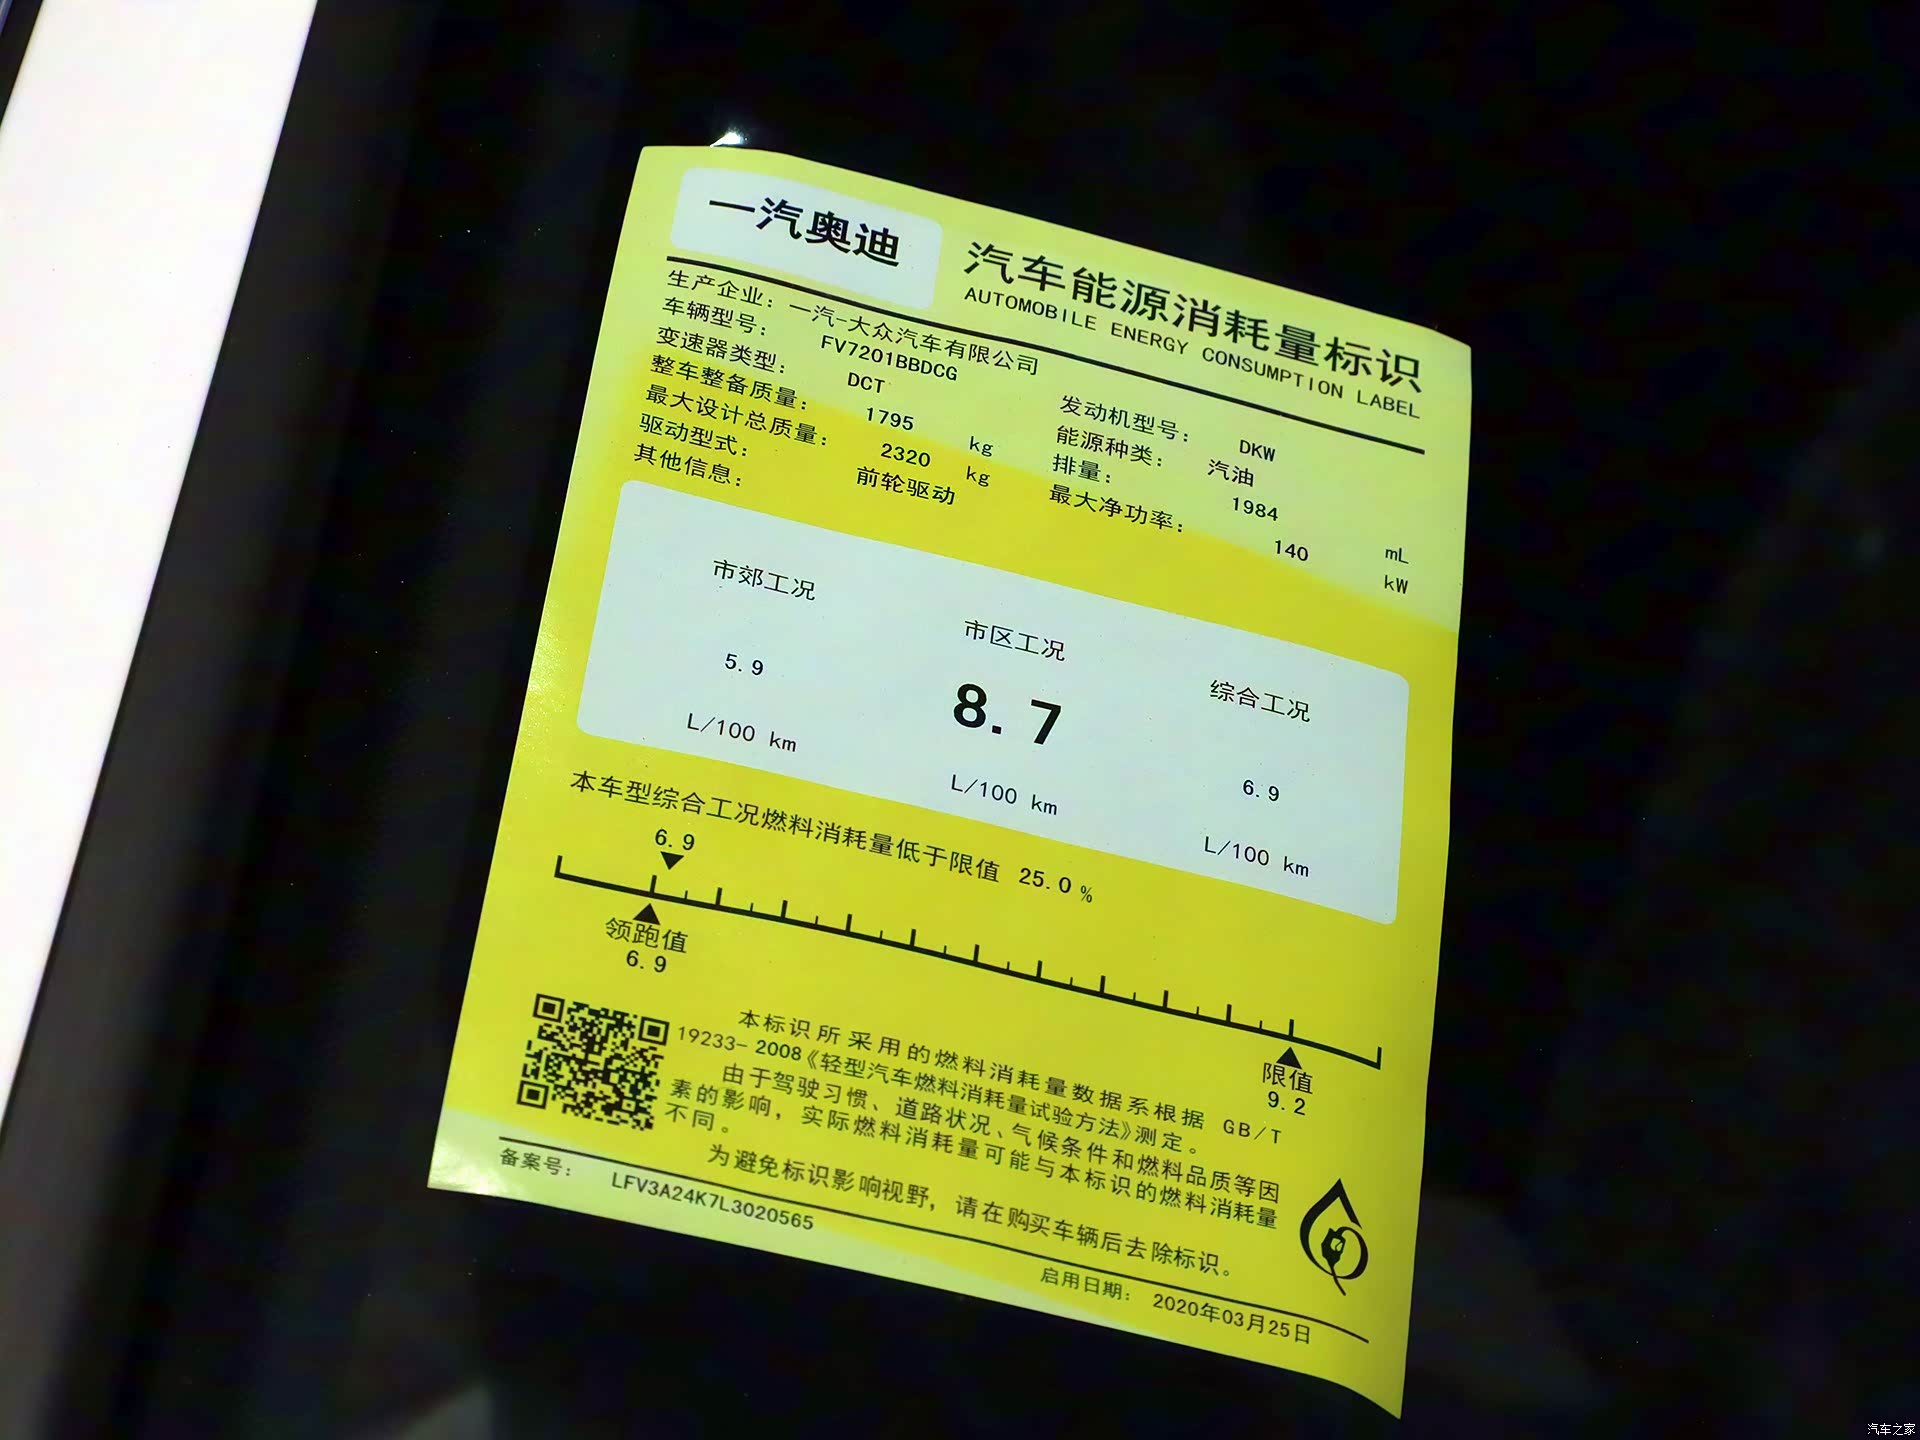 一汽奥迪
汽车能源消耗量标识
AUTOMOBILE ENERGY CONSUMPTION LABEL
生产企业：一汽-大众汽车有限公司
车辆型号： FV7201BBDCG
发动机型号： DKW
变速器类型： DCT
能源种类： 汽油
整车整备质量： 1795 kg
排量： 1984 mL
最大设计总质量： 2320 kg
最大净功率： 140 kW
驱动型式： 前轮驱动
其他信息：
市郊工况 市区工况 综合工况
5.9 8.7 6.9
L/100 km L/100 km L/100 km
本车型综合工况燃料消耗量低于限值 25.0%
6.9
领跑值
6.9
限值
9.2
本标识所采用的燃料消耗量数据系根据 GB/T
19233-2008《轻型汽车燃料消耗量试验方法》测定。
由于驾驶习惯、道路状况、气候条件和燃料品质等因
素的影响，实际燃料消耗量可能与本标识的燃料消耗量
不同。
为避免标识影响视野，请在购买车辆后去除标识。
备案号： LFV3A24K7L3020565
启用日期： 2020年03月25日
汽车之家